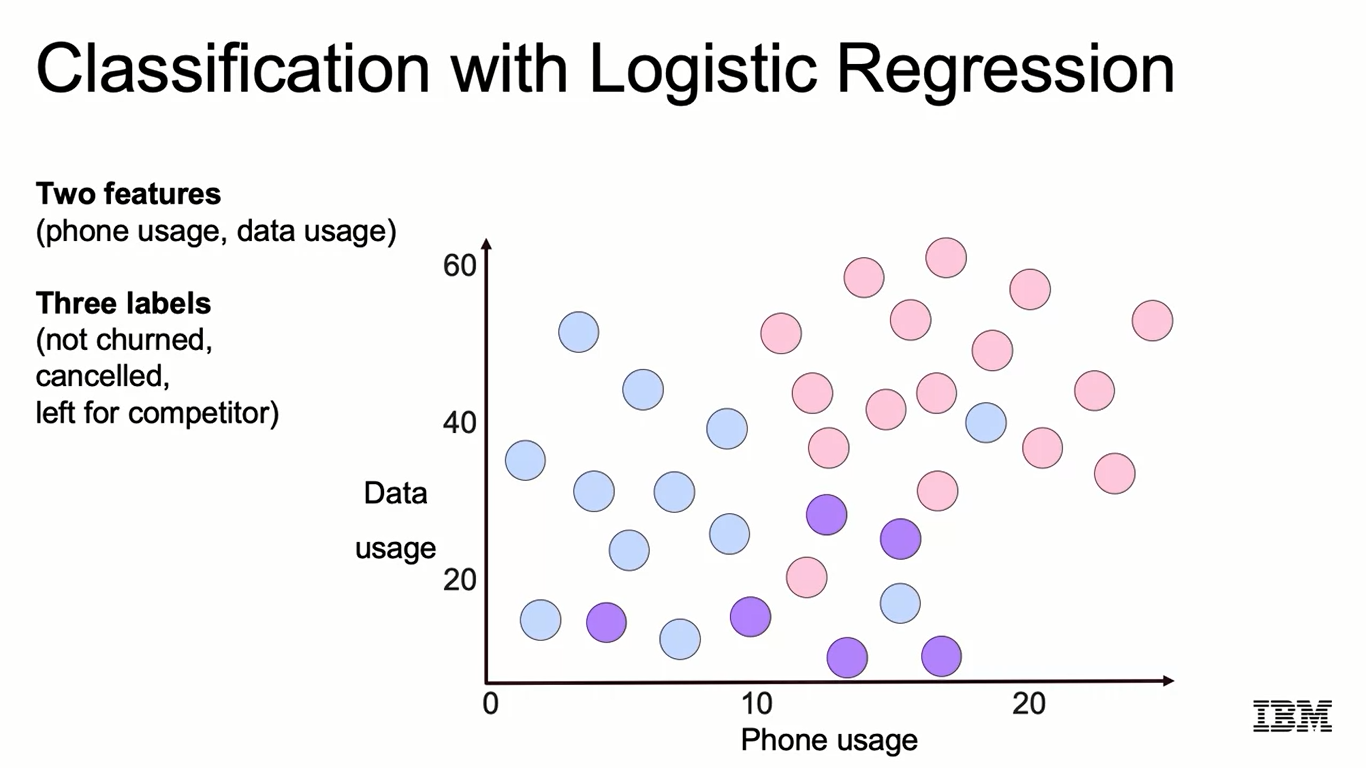 Classification with Logistic Regression
Two features
(phone usage, data usage)
Three labels
(not churned,
cancelled,
left for competitor)
60
40
20
Data
usage
0 10 20
Phone usage
IBM